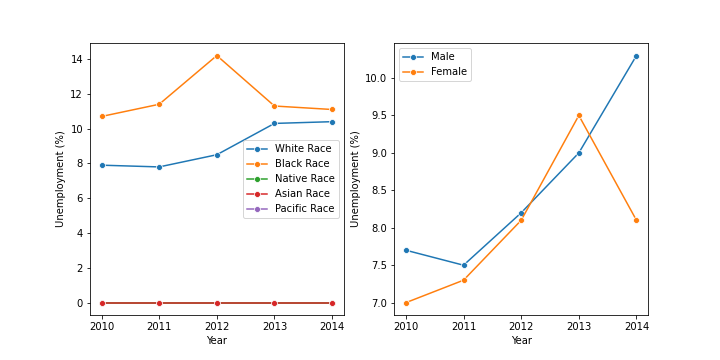 14
12
10
8
6
4
2
0
Unemployment (%)
White Race
Black Race
Native Race
Asian Race
Pacific Race
2010 2011 2012 2013 2014
Year
Male
Female
10.0
9.5
9.0
8.5
8.0
7.5
7.0
Unemployment (%)
2010 2011 2012 2013 2014
Year